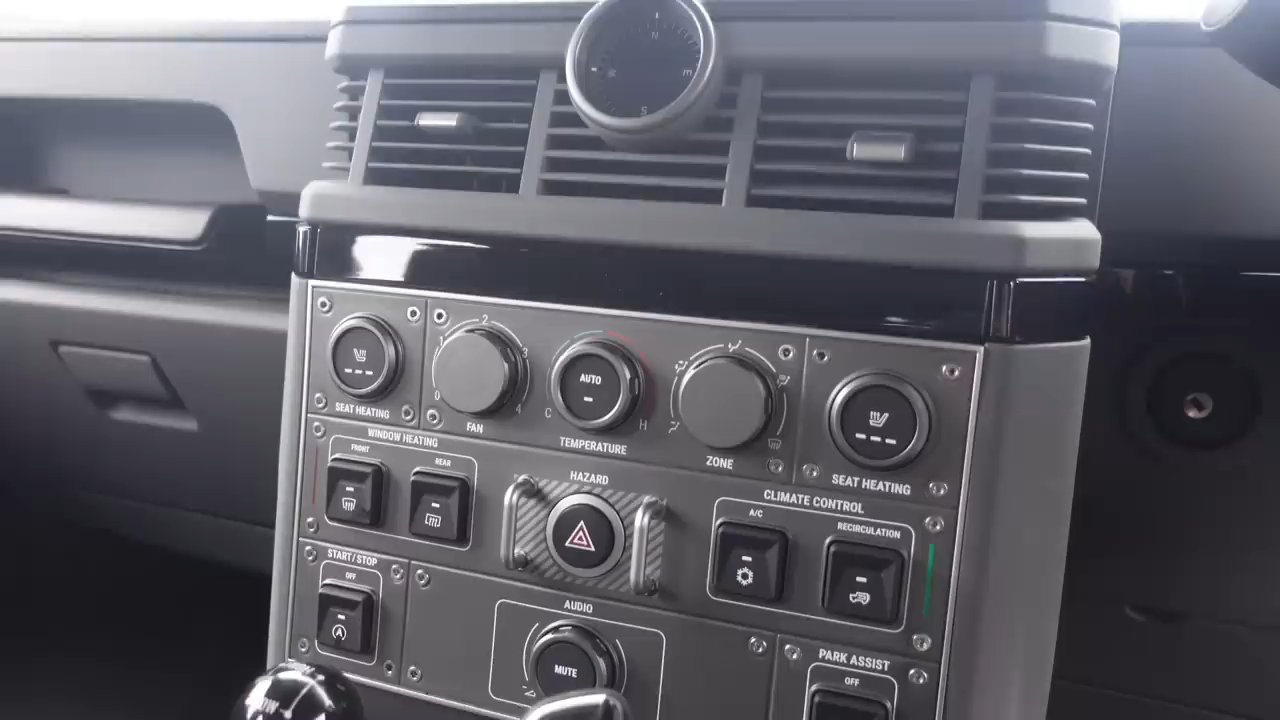 N
W E
S
AUTO
1 2 3
0 4
C H
SEAT HEATING
FAN
TEMPERATURE
ZONE
SEAT HEATING
WINDOW HEATING
FRONT
REAR
HAZARD
CLIMATE CONTROL
A/C
RECIRCULATION
START/STOP
OFF
A
AUDIO
MUTE
PARK ASSIST
OFF